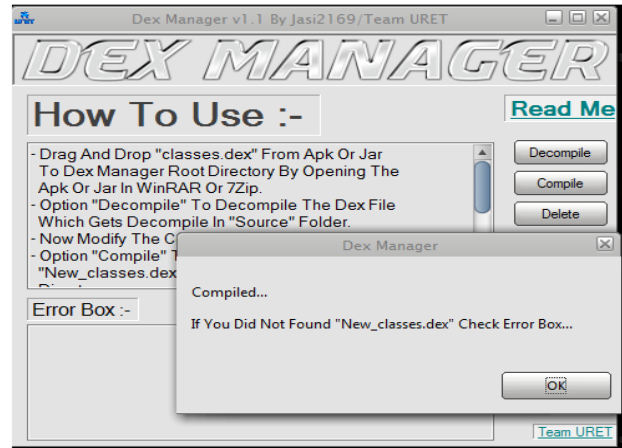 URET
Dex Manager v1.1 By Jasi2169/Team URET
DEX MANAGER
How To Use :-
Read Me
- Drag And Drop "classes.dex" From Apk Or Jar
To Dex Manager Root Directory By Opening The
Apk Or Jar In WinRAR Or 7Zip.
- Option "Decompile" To Decompile The Dex File
Which Gets Decompile In "Source" Folder.
- Now Modify The C
- Option "Compile" T
"New_classes.dex
Decompile
Compile
Delete
Dex Manager
Compiled...
If You Did Not Found "New_classes.dex" Check Error Box...
OK
Error Box :-
Team URET